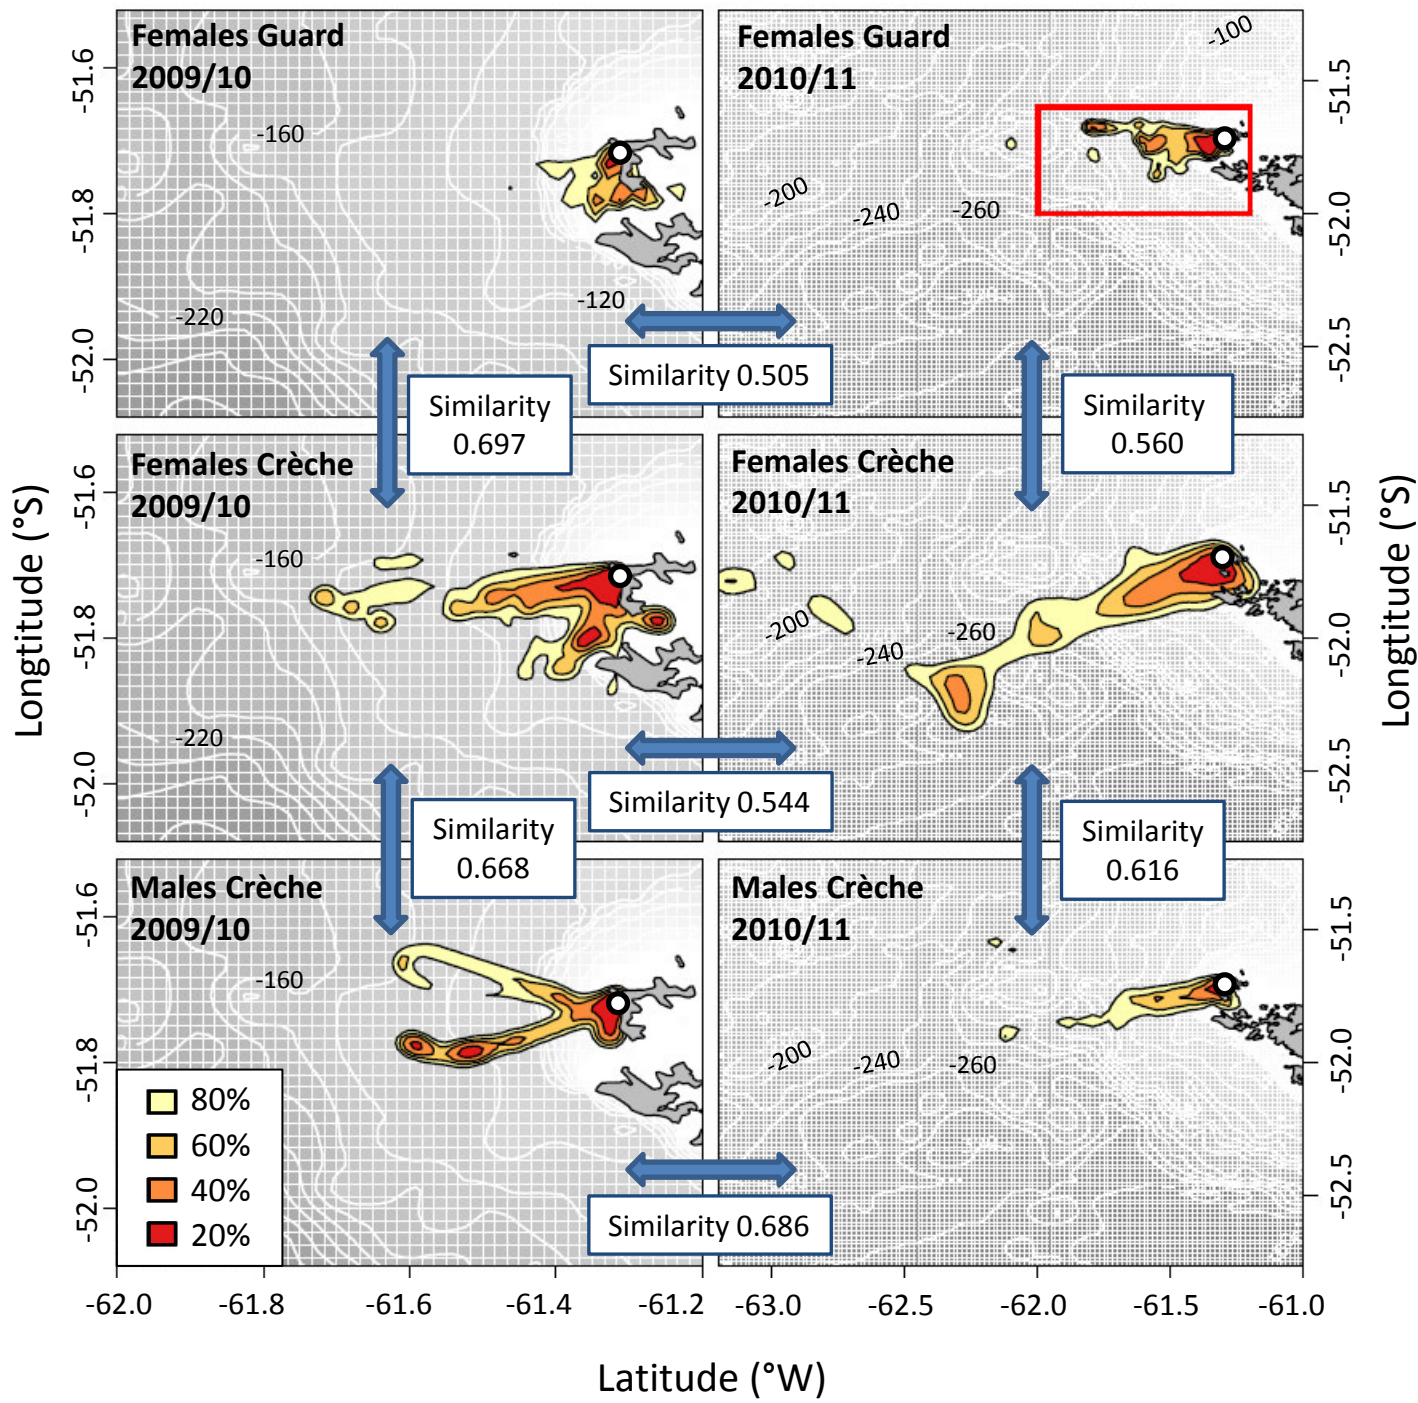 Females Guard
2009/10
-160
-220
-120
-51.6
-51.8
-52.0
Females Guard
2010/11
-100
-200
-240
-260
-51.5
-52.0
-52.5
Similarity 0.505
Similarity
0.697
Similarity
0.560
Females Crèche
2009/10
-160
-220
-51.6
-51.8
-52.0
Females Crèche
2010/11
-200
-240
-260
-51.5
-52.0
-52.5
Longtitude (°S)
Longtitude (°S)
Similarity 0.544
Similarity
0.668
Similarity
0.616
Males Crèche
2009/10
-160
-51.6
-51.8
-52.0
80%
60%
40%
20%
Males Crèche
2010/11
-200
-240
-260
-51.5
-52.0
-52.5
Similarity 0.686
-62.0 -61.8 -61.6 -61.4 -61.2
-63.0 -62.5 -62.0 -61.5 -61.0
Latitude (°W)